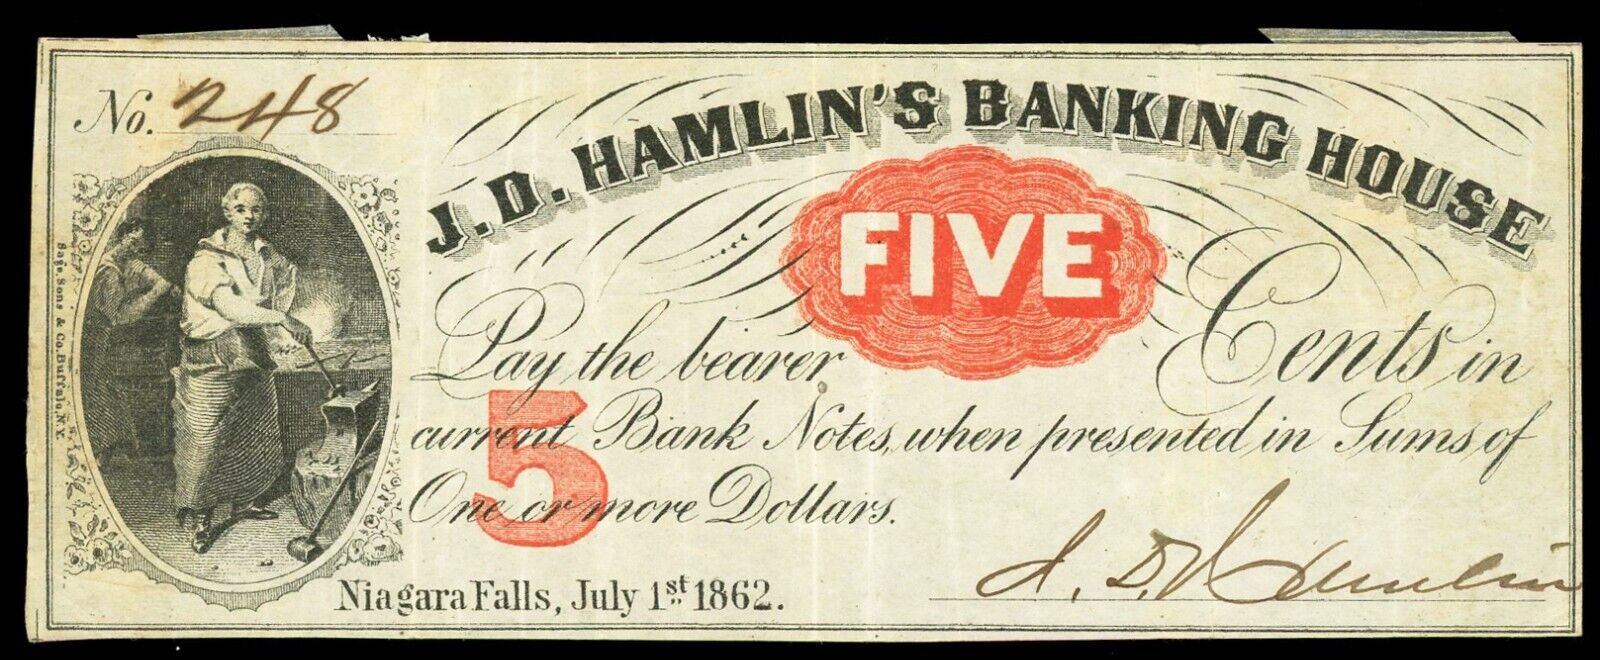 No. 248
J. D. HAMLIN'S BANKING HOUSE
FIVE
Pay the bearer Cents in
5
current Bank Notes, when presented in Sums of
One or more Dollars.
J. D. Hamlin
Niagara Falls, July 1st 1862.
Sage, Sons & Co. Buffalo, N.Y.